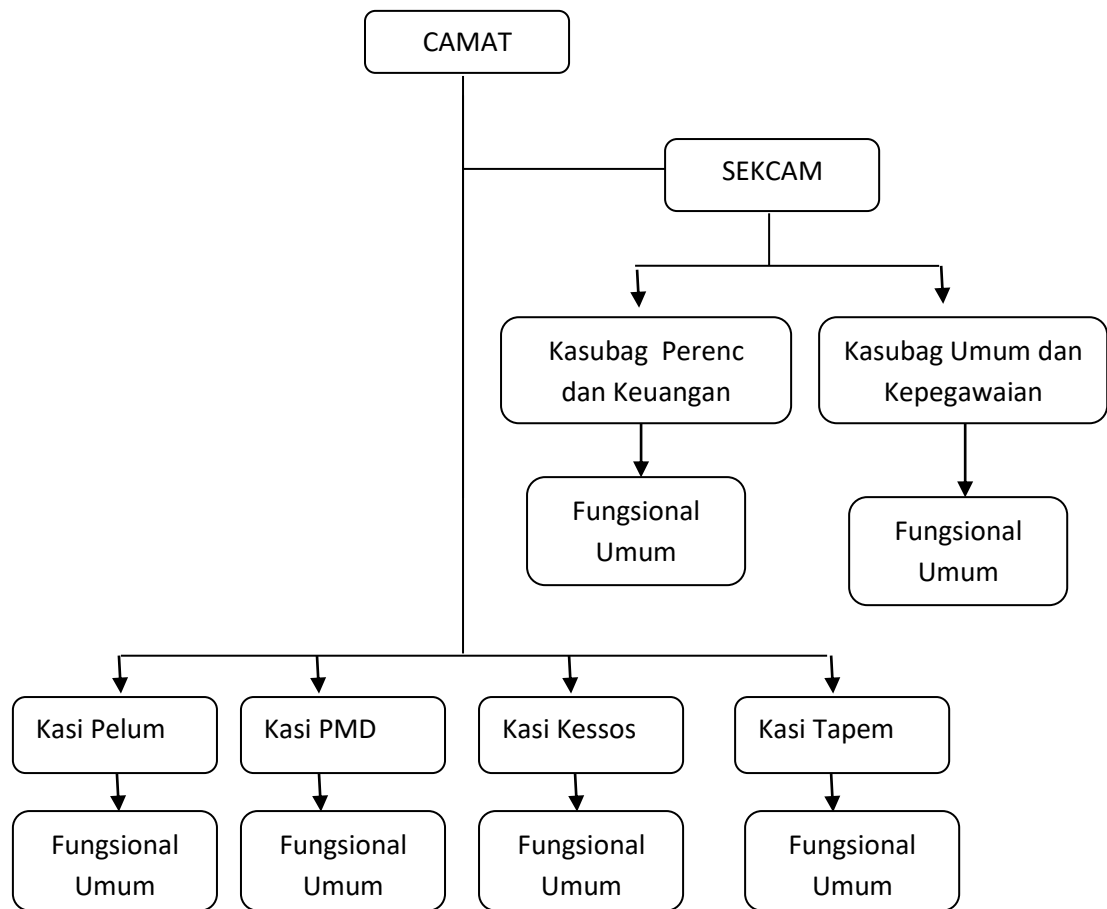 CAMAT
SEKCAM
Kasubag Perenc
dan Keuangan
Kasubag Umum dan
Kepegawaian
Fungsional
Umum
Fungsional
Umum
Kasi Pelum
Kasi PMD
Kasi Kessos
Kasi Tapem
Fungsional
Umum
Fungsional
Umum
Fungsional
Umum
Fungsional
Umum